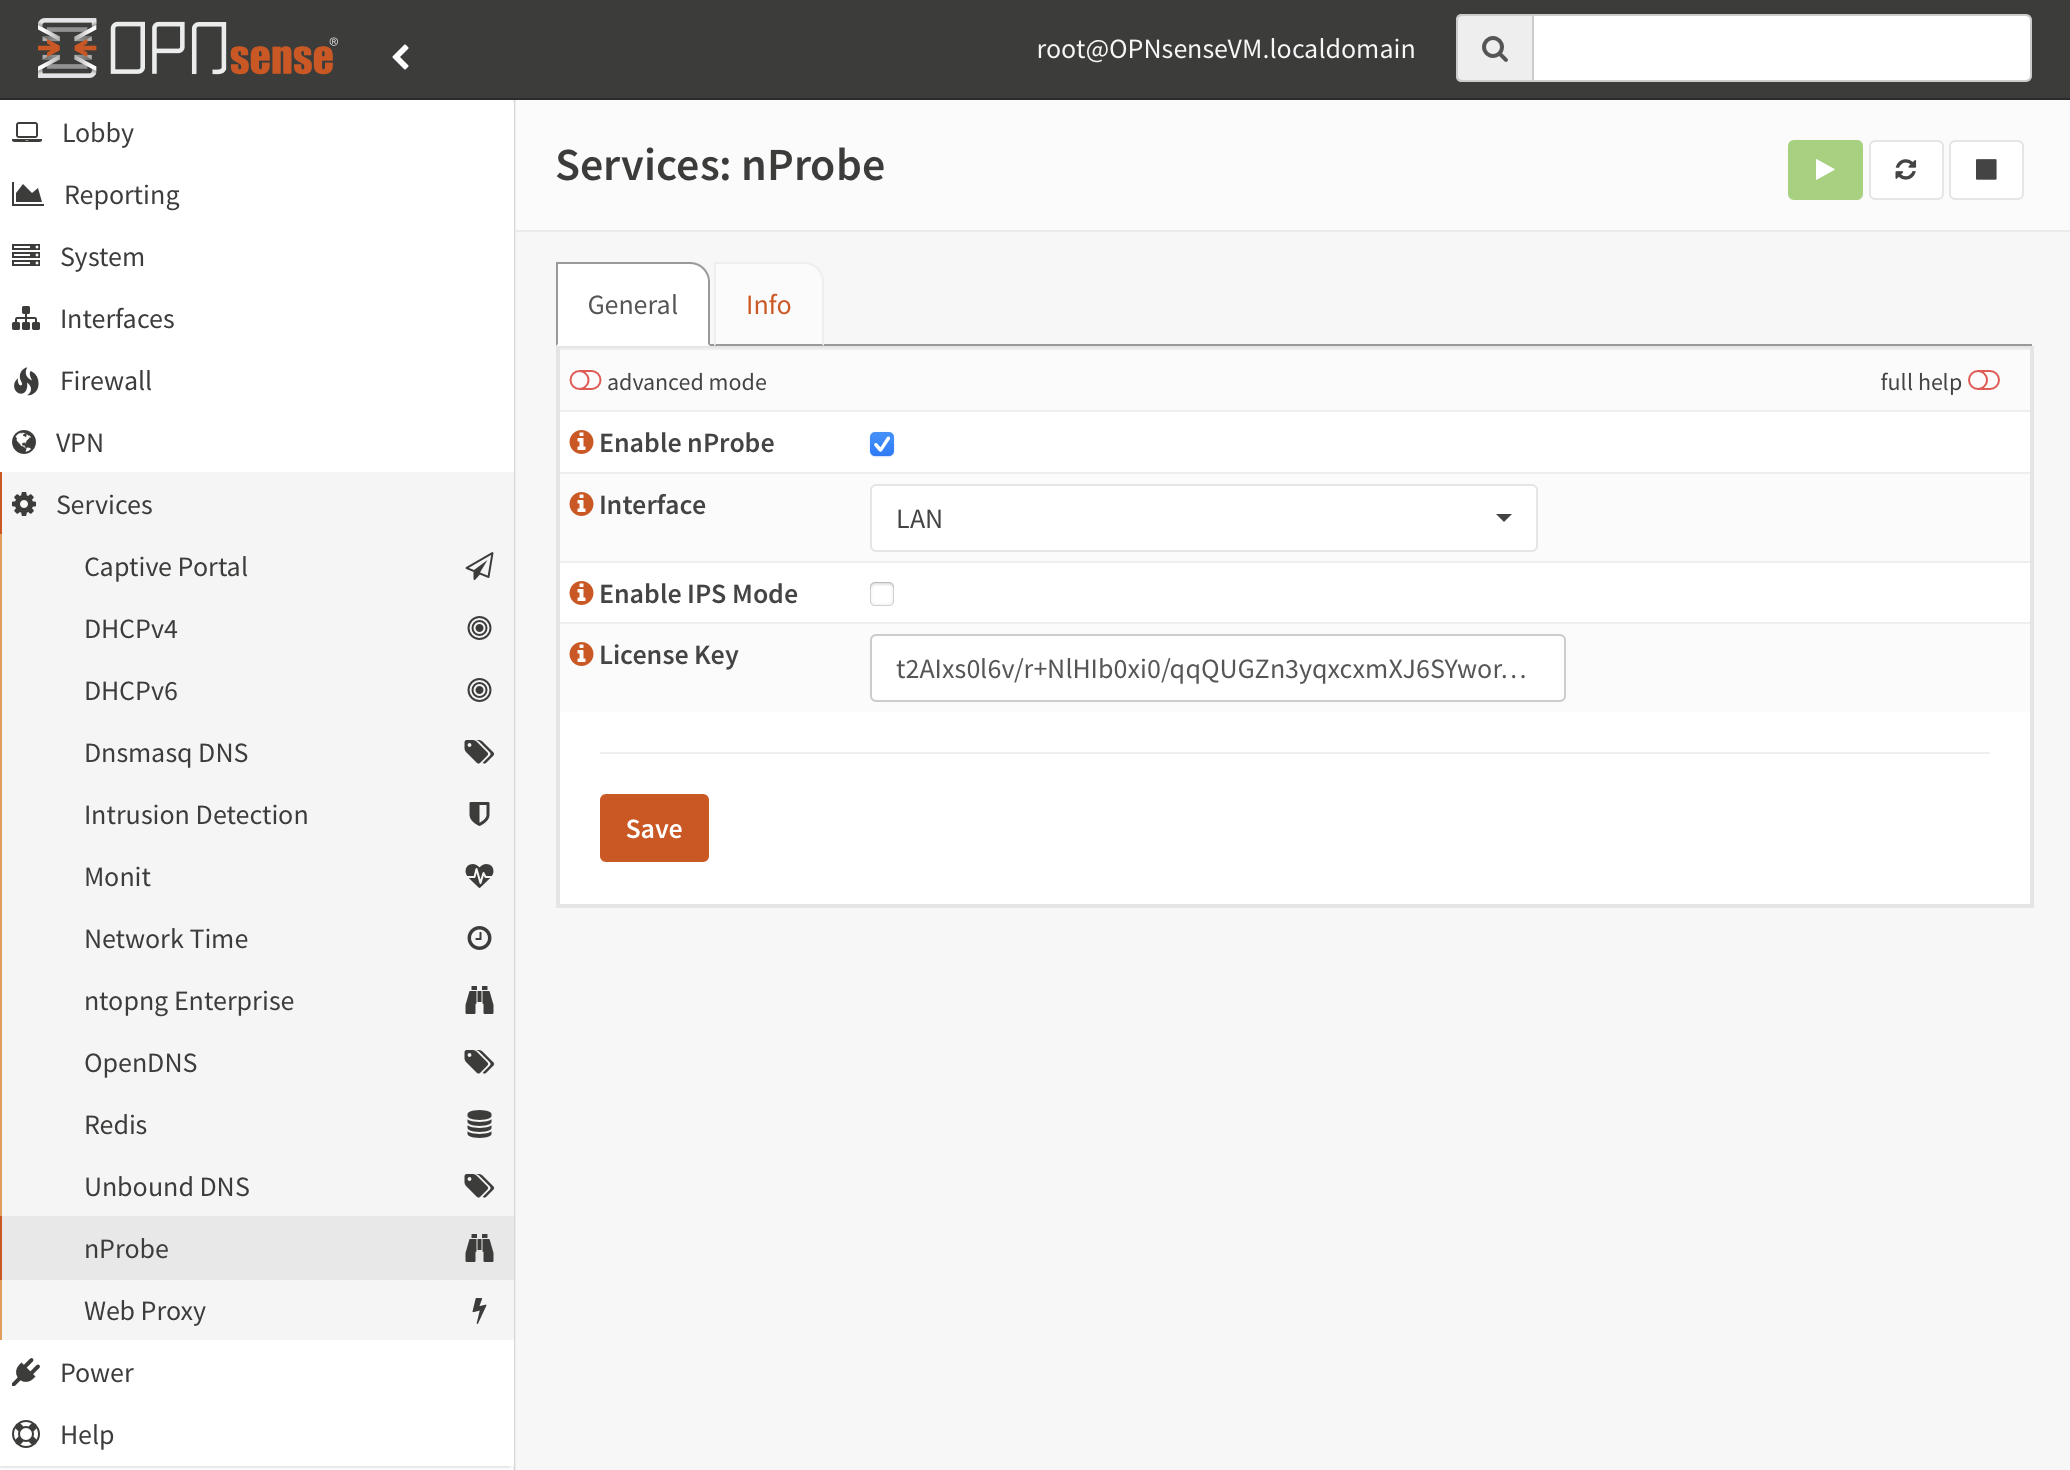 OPNsense®
root@OPNsenseVM.localdomain
Lobby
Reporting
System
Interfaces
Firewall
VPN
Services
Captive Portal
DHCPv4
DHCPv6
Dnsmasq DNS
Intrusion Detection
Monit
Network Time
ntopng Enterprise
OpenDNS
Redis
Unbound DNS
nProbe
Web Proxy
Power
Help
Services: nProbe
General Info
advanced mode full help
Enable nProbe
Interface LAN
Enable IPS Mode
License Key t2AIxs0l6v/r+NlHIb0xi0/qqQUGZn3yqxcxmXJ6SYwor...
Save